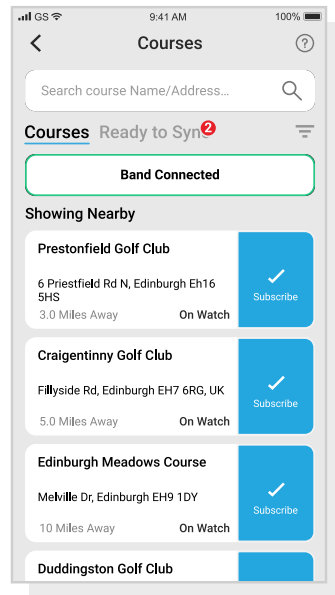 GS 9:41 AM 100%
Courses ?
Search course Name/Address...
Courses Ready to Sync 2
Band Connected
Showing Nearby
Prestonfield Golf Club
6 Priestfield Rd N, Edinburgh Eh16
5HS
Subscribe
3.0 Miles Away On Watch
Craigentinny Golf Club
Fillyside Rd, Edinburgh EH7 6RG, UK
Subscribe
5.0 Miles Away On Watch
Edinburgh Meadows Course
Melville Dr, Edinburgh EH9 1DY
Subscribe
10 Miles Away On Watch
Duddingston Golf Club